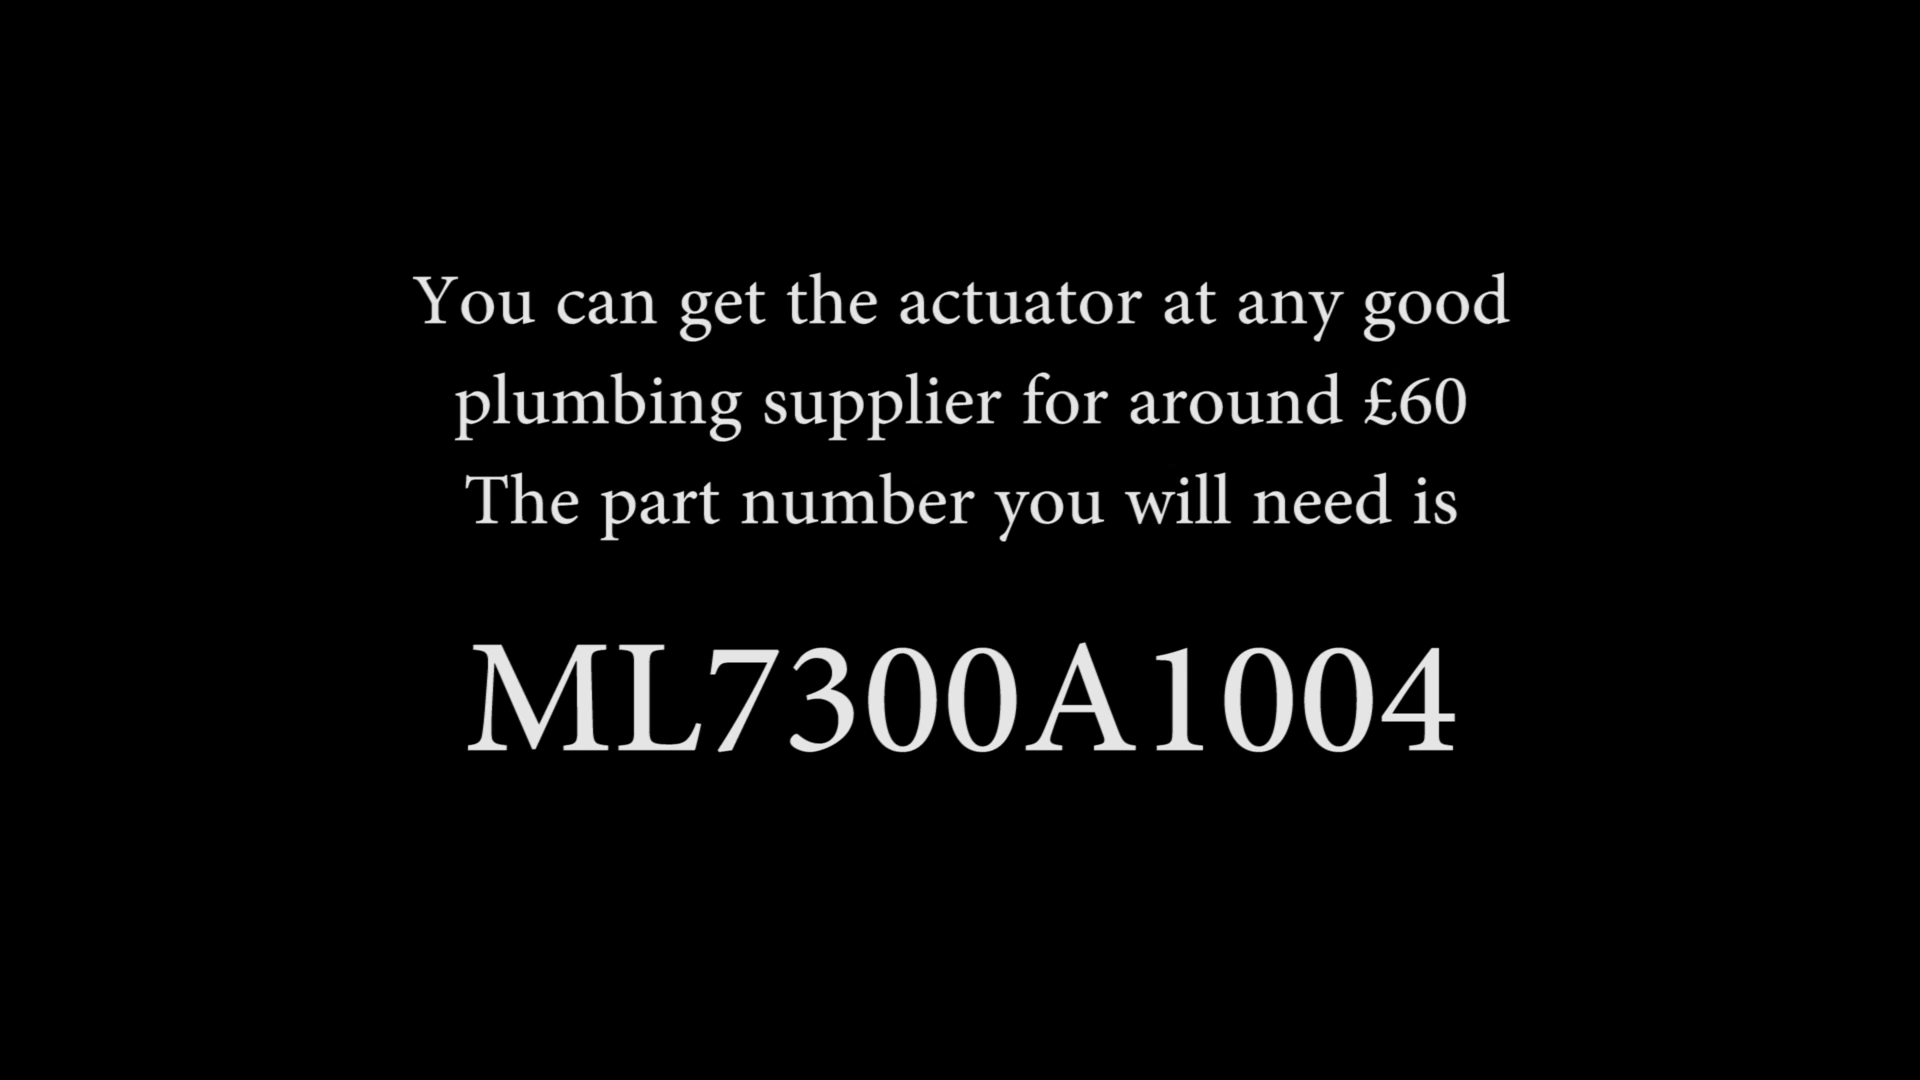 You can get the actuator at any good
plumbing supplier for around £60
The part number you will need is
ML7300A1004